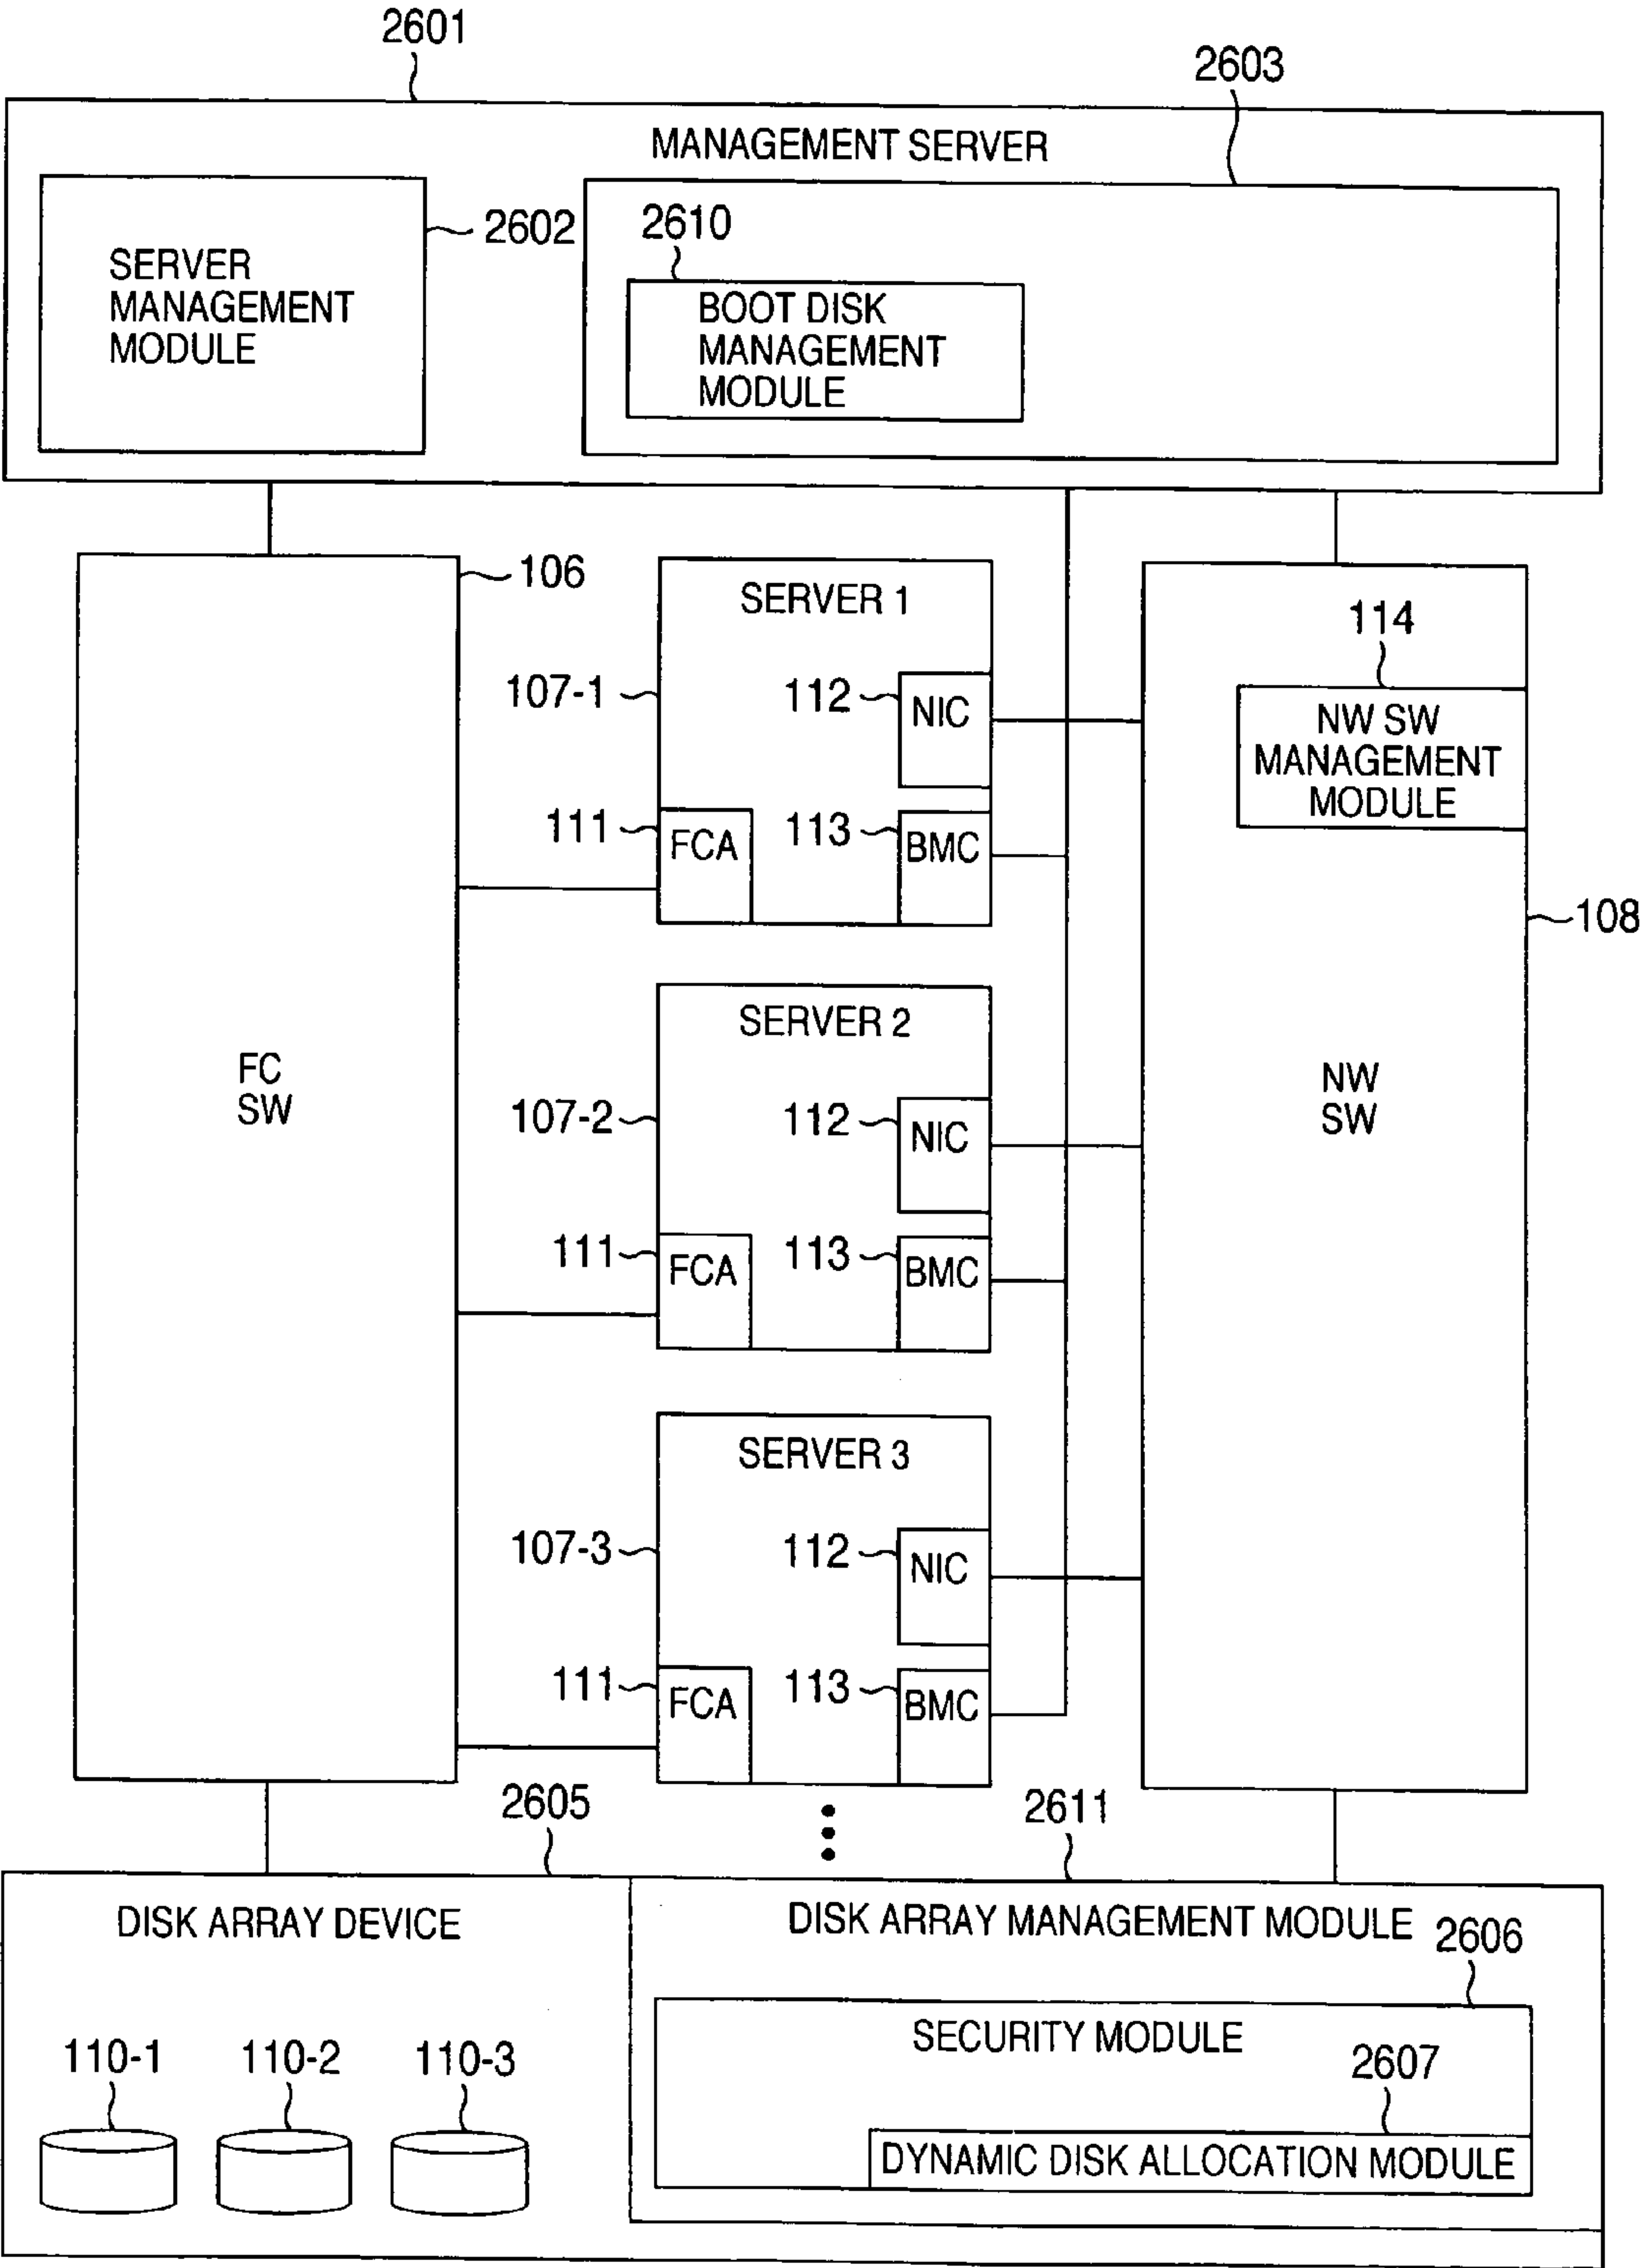 2601
2603
MANAGEMENT SERVER
2602
2610
SERVER
MANAGEMENT
MODULE
BOOT DISK
MANAGEMENT
MODULE
106
SERVER 1
114
107-1
112
NIC
NW SW
MANAGEMENT
MODULE
111
FCA
113
BMC
108
SERVER 2
FC
SW
NW
SW
107-2
112
NIC
111
FCA
113
BMC
SERVER 3
107-3
112
NIC
111
FCA
113
BMC
2605
2611
DISK ARRAY DEVICE
DISK ARRAY MANAGEMENT MODULE
2606
SECURITY MODULE
110-1
110-2
110-3
2607
DYNAMIC DISK ALLOCATION MODULE